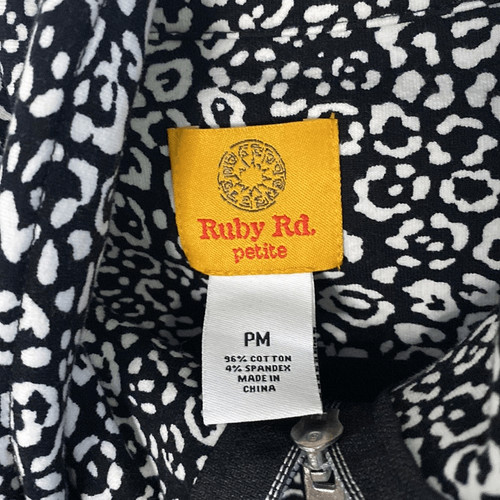 Ruby Rd.
petite
PM
96% COTTON
4% SPANDEX
MADE IN
CHINA